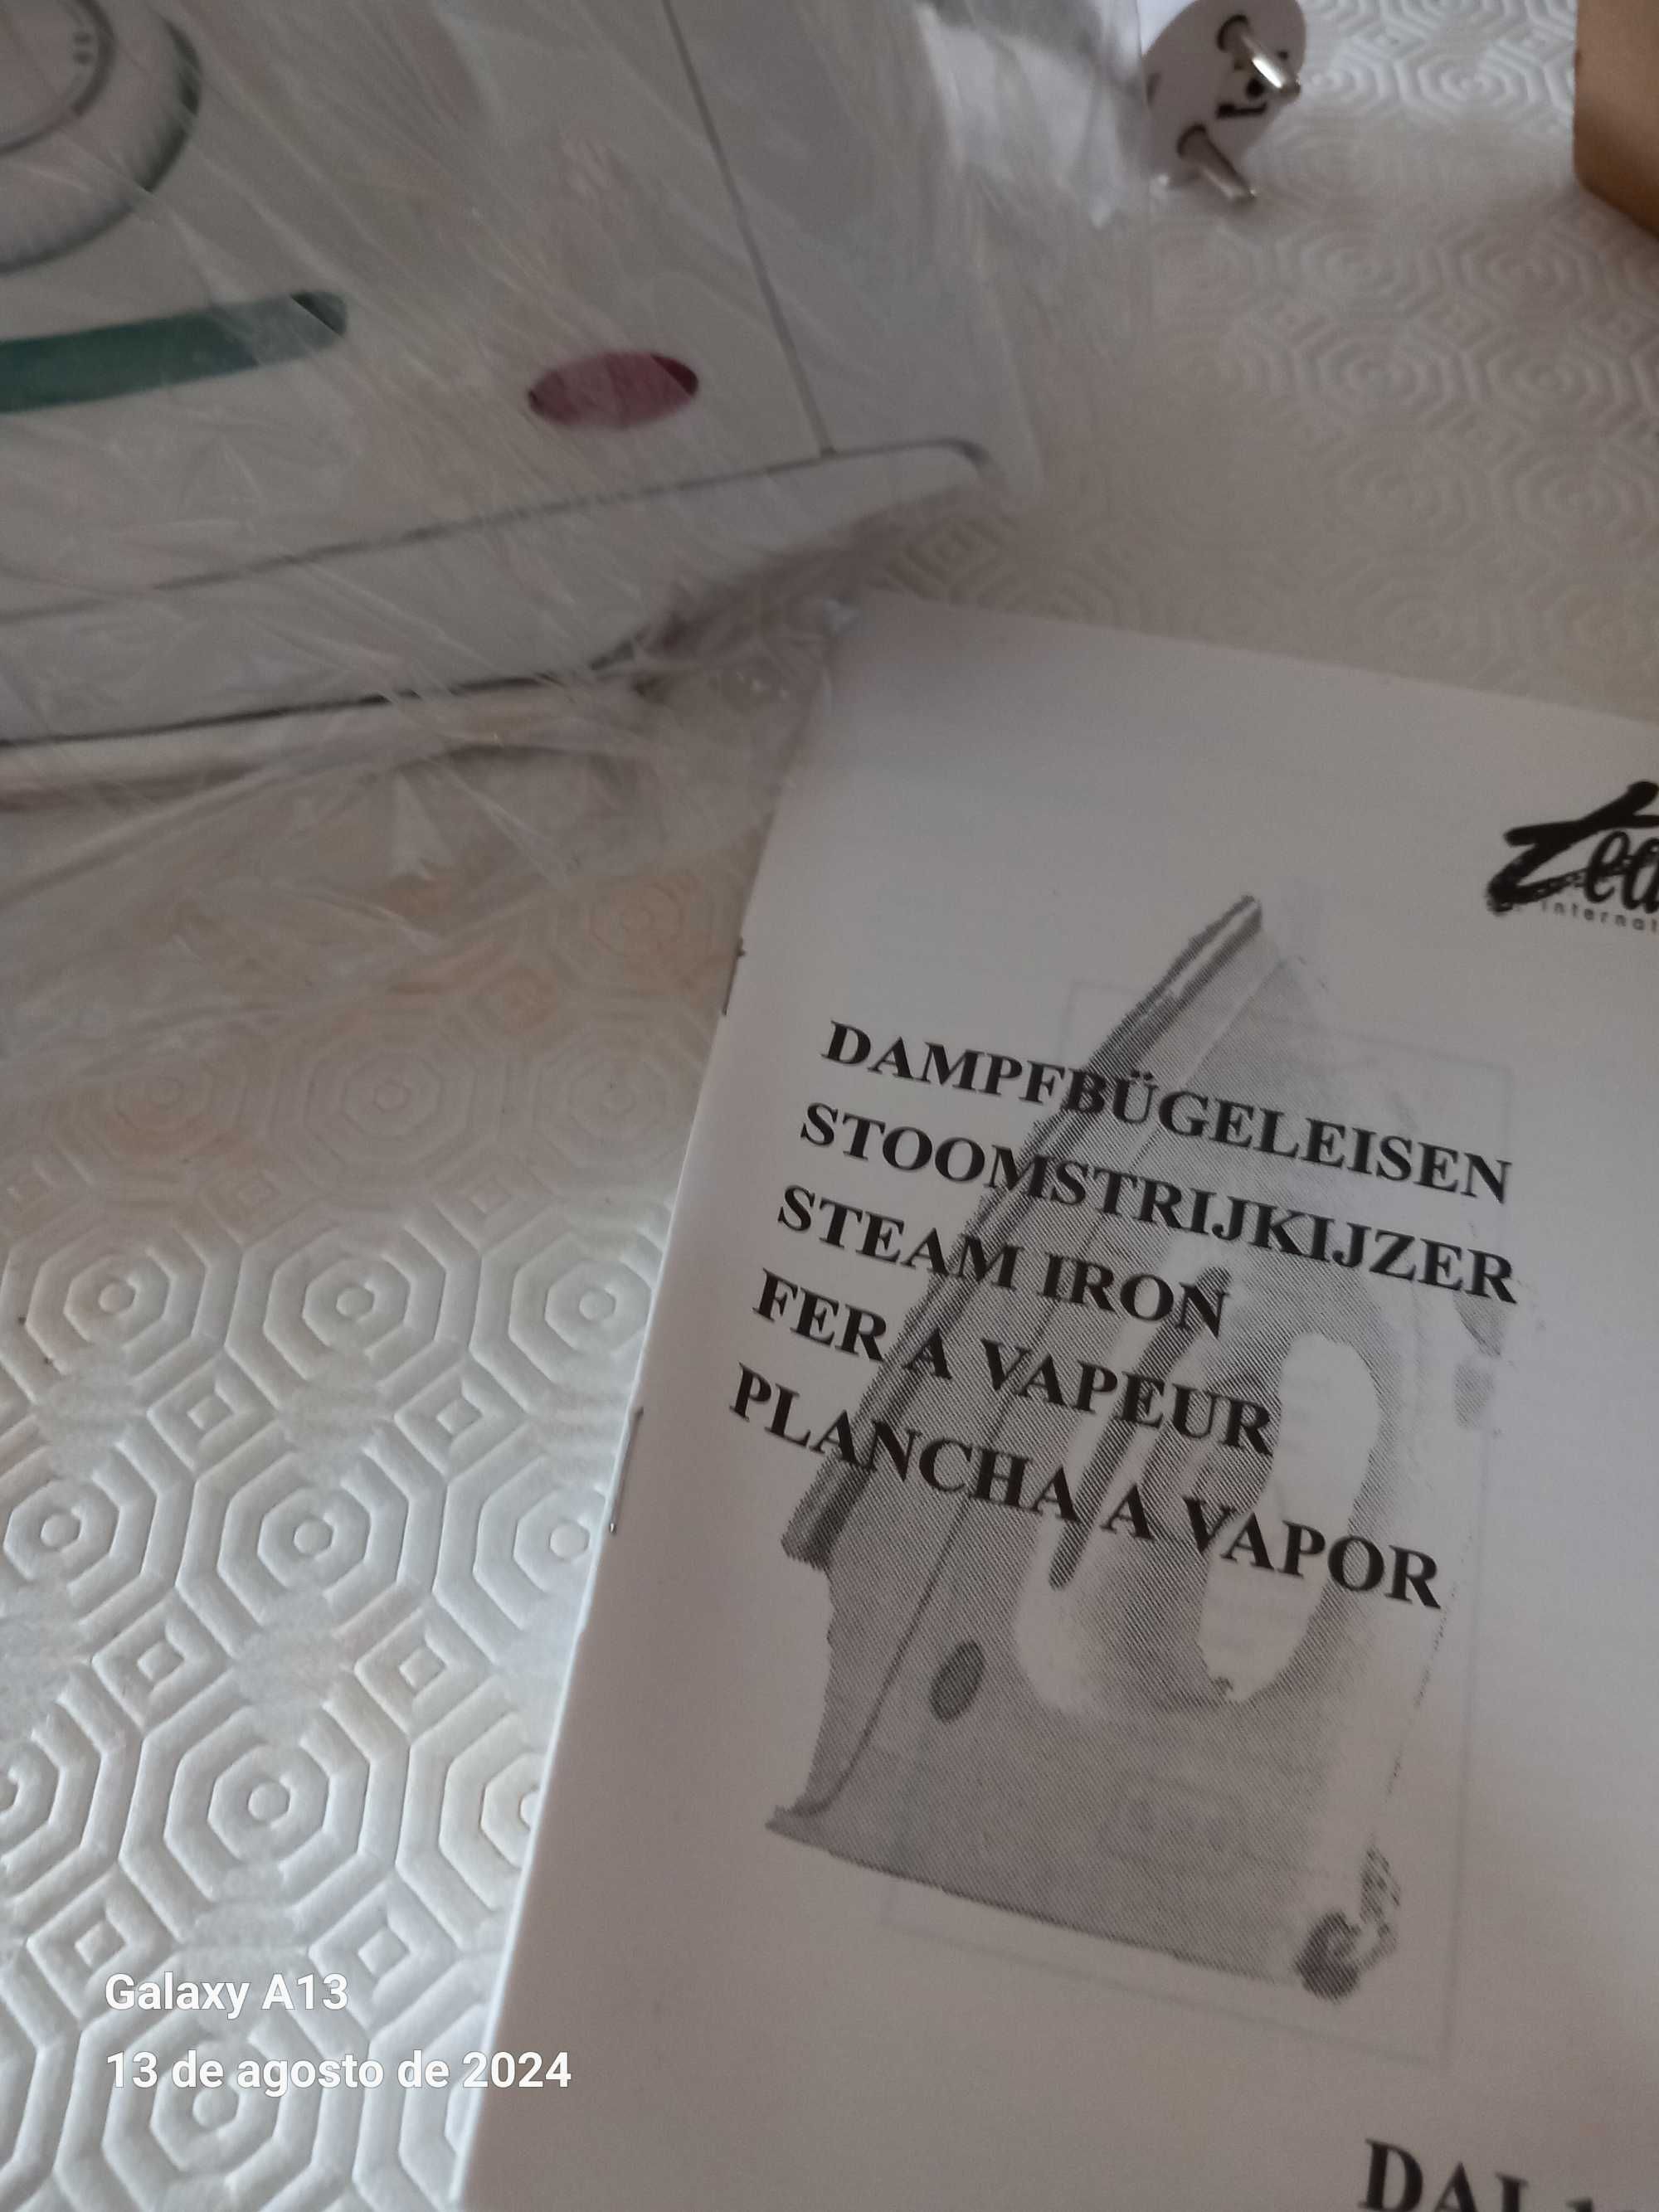 DAMPFBÜGELEISEN
STOOMSTRIJKIJZER
STEAM IRON
FER A VAPEUR
PLANCHA A VAPOR
Galaxy A13
13 de agosto de 2024